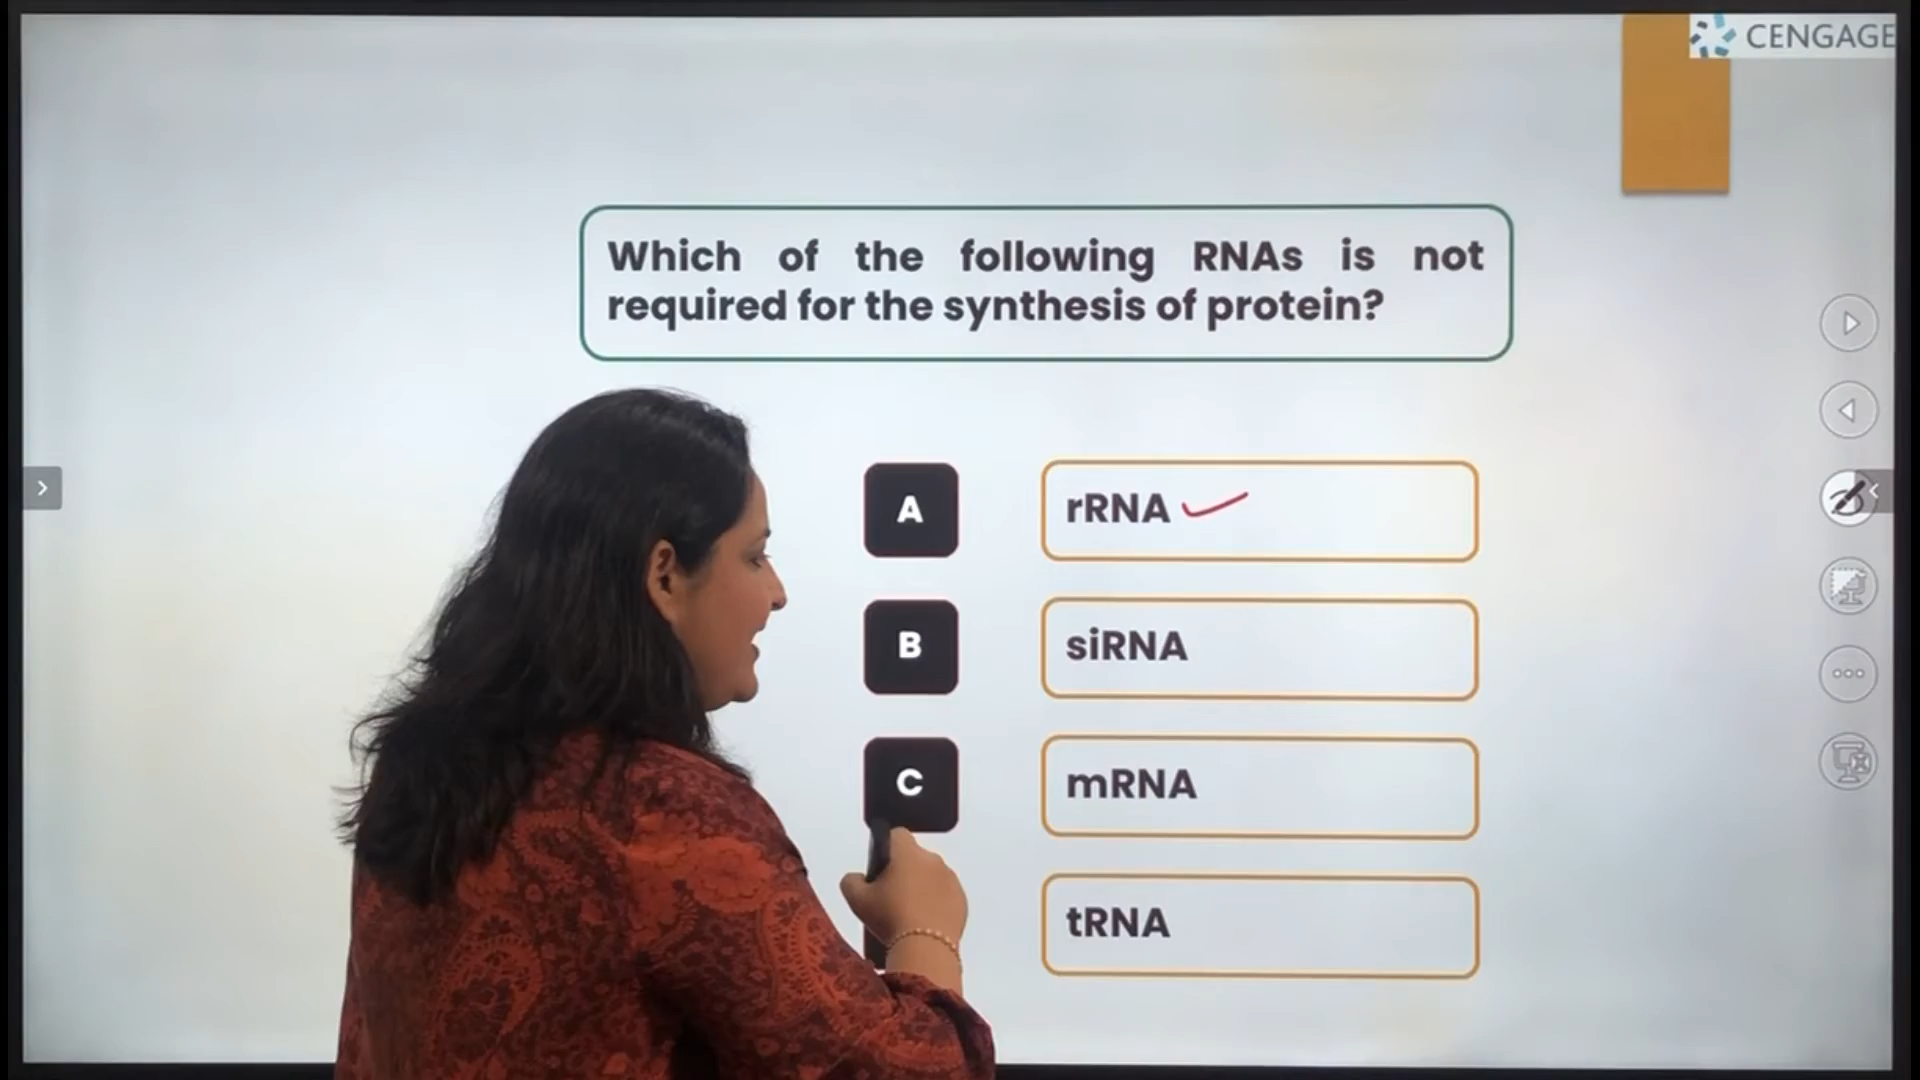 CENGAGE
Which of the following RNAs is not
required for the synthesis of protein?
A
rRNA
B
siRNA
C
mRNA
tRNA